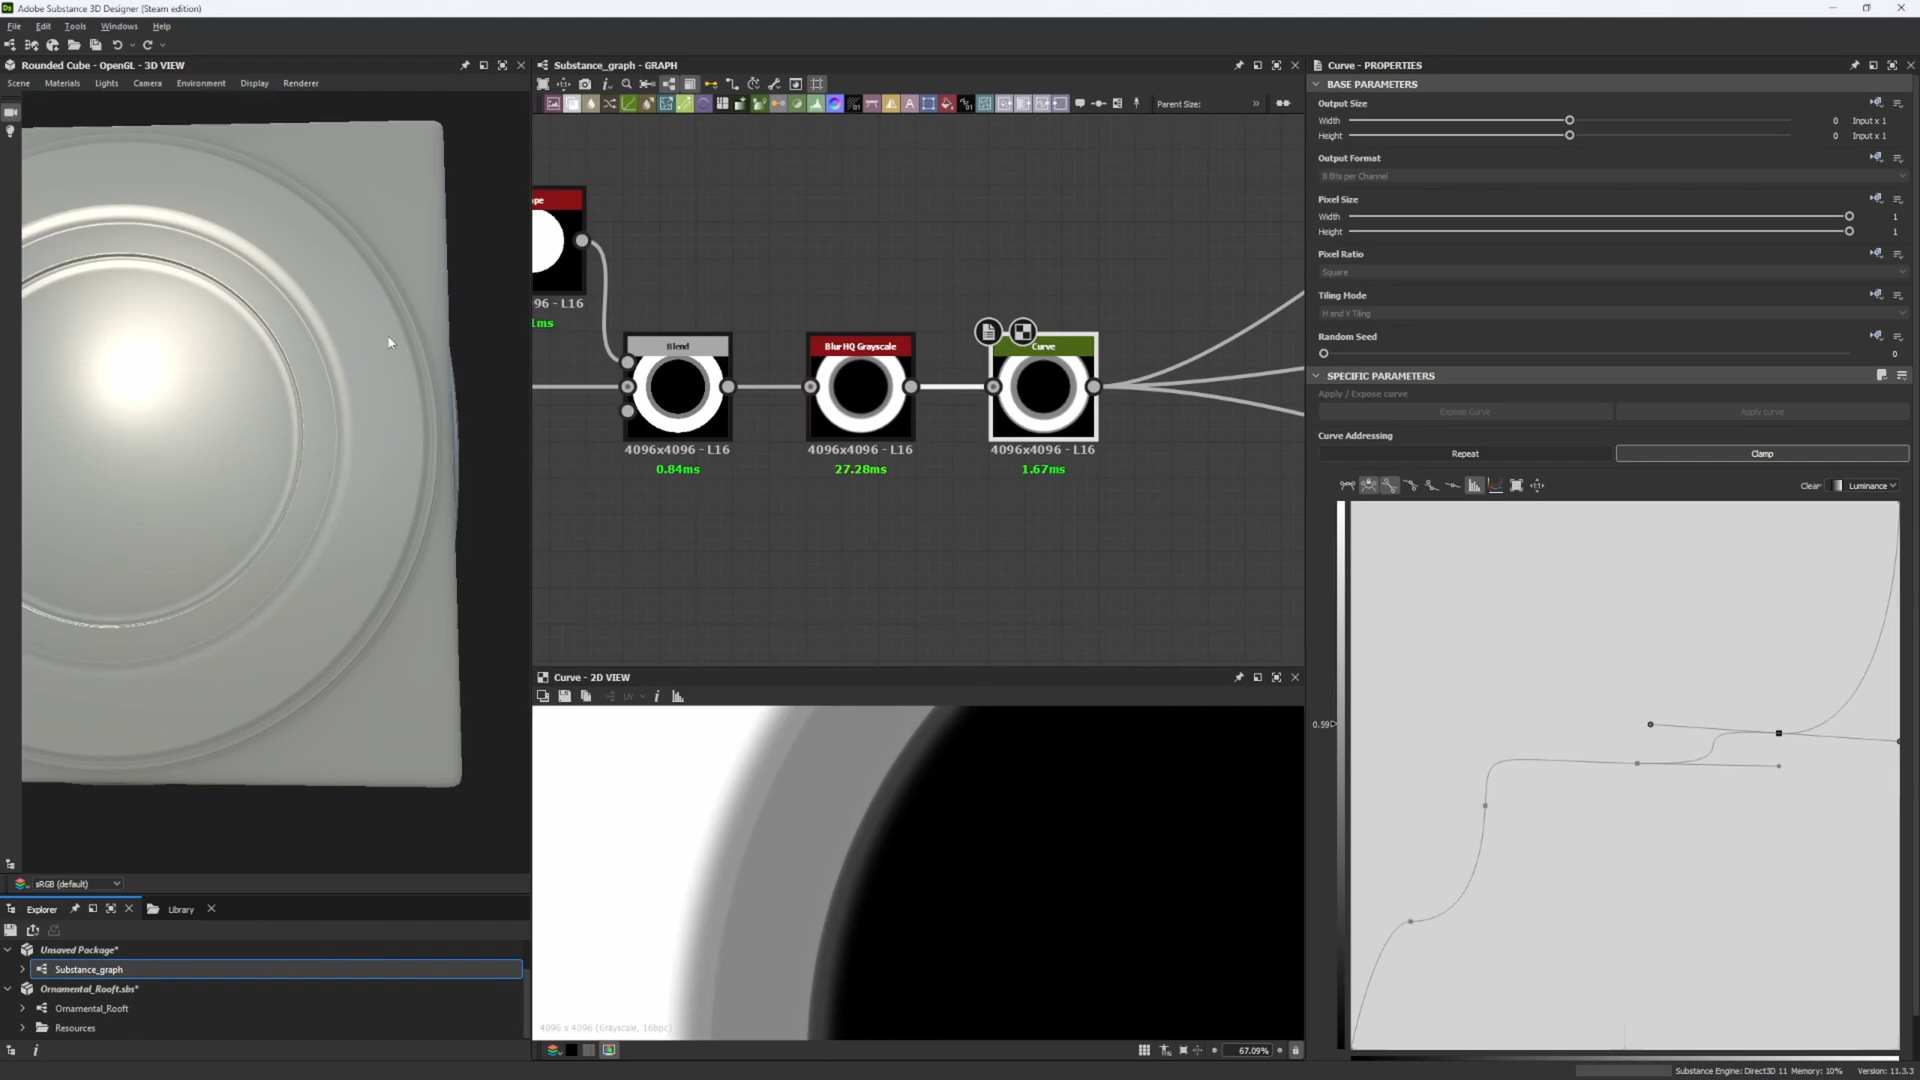 Adobe Substance 3D Designer (Steam edition)
File Edit Tools Windows Help
Rounded Cube - OpenGL - 3D VIEW
Scene Materials Lights Camera Environment Display Renderer
sRGB (default)
Explorer Library
Unsaved Package*
Substance_graph
Ornamental_Rooft.sbs*
Ornamental_Rooft
Resources
Substance_graph - GRAPH
Parent Size:
96 - L16
1ms
Blend
4096x4096 - L16
0.84ms
Blur HQ Grayscale
4096x4096 - L16
27.28ms
Curve
4096x4096 - L16
1.67ms
Curve - 2D VIEW
UV
4096 x 4096 (Grayscale, 16bpc)
67.09%
Curve - PROPERTIES
BASE PARAMETERS
Output Size
Width 0 Input x 1
Height 0 Input x 1
Output Format
8 Bits per Channel
Pixel Size
Width 1
Height 1
Pixel Ratio
Square
Tiling Mode
H and V Tiling
Random Seed
0
SPECIFIC PARAMETERS
Apply / Expose curve
Expose Curve Apply curve
Curve Addressing
Repeat Clamp
Clear Luminance
0.59
Substance Engine: Direct3D 11 Memory: 10% Version: 11.3.3